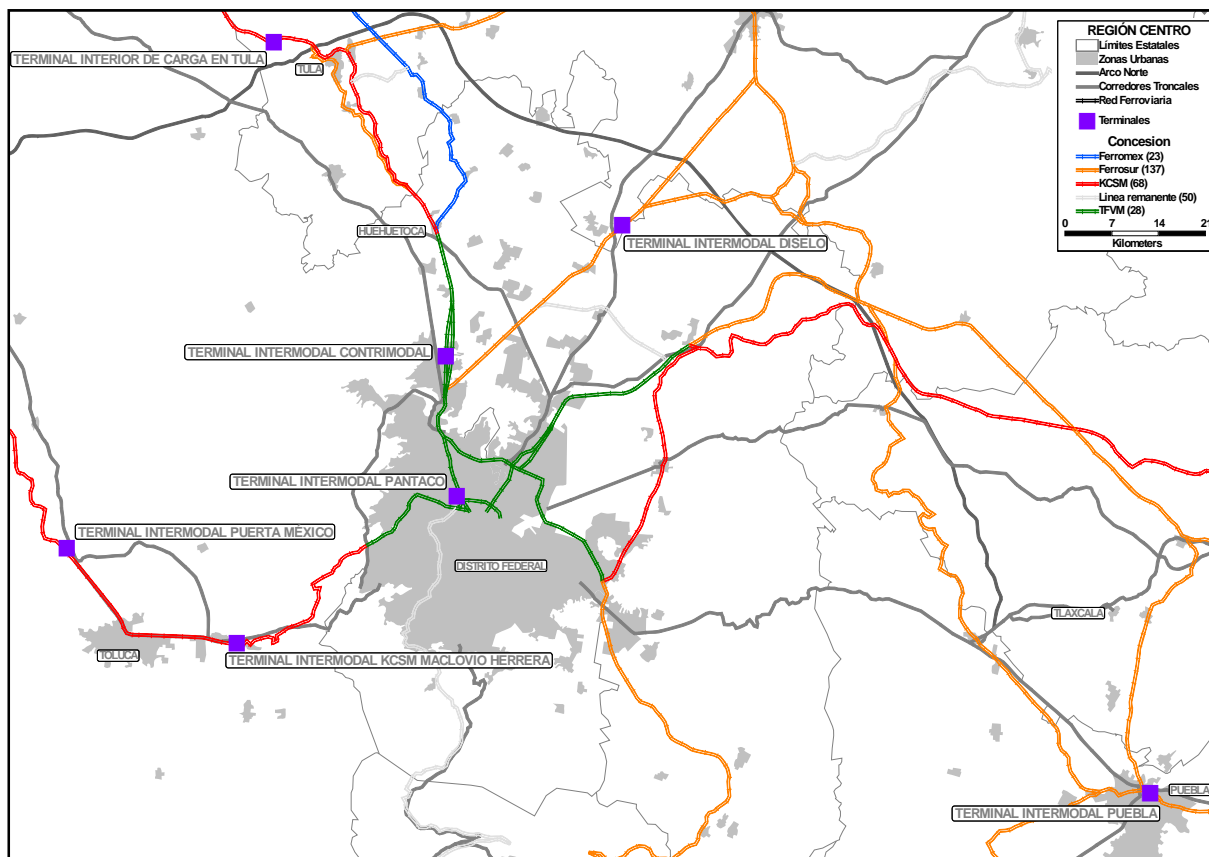 REGIÓN CENTRO
Límites Estatales
Zonas Urbanas
Arco Norte
Corredores Troncales
Red Ferroviaria
Terminales
Concesion
Ferromex (23)
Ferrosur (137)
KCSM (68)
Linea remanente (50)
TFVM (28)
0 7 14 21
Kilometers
TERMINAL INTERIOR DE CARGA EN TULA
TULA
HUEHUETOCA
TERMINAL INTERMODAL DISELO
TERMINAL INTERMODAL CONTRIMODAL
TERMINAL INTERMODAL PANTACO
TERMINAL INTERMODAL PUERTA MÉXICO
DISTRITO FEDERAL
TLAXCALA
TOLUCA
TERMINAL INTERMODAL KCSM MACLOVIO HERRERA
PUEBLA
TERMINAL INTERMODAL PUEBLA